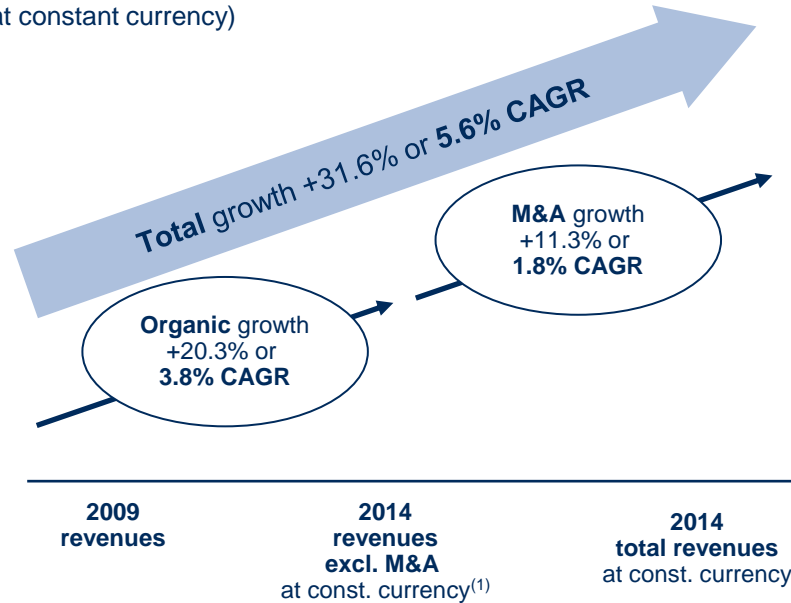 at constant currency)
Total growth +31.6% or 5.6% CAGR
M&A growth
+11.3% or
1.8% CAGR
Organic growth
+20.3% or
3.8% CAGR
2009
revenues
2014
revenues
excl. M&A
at const. currency(1)
2014
total revenues
at const. currency